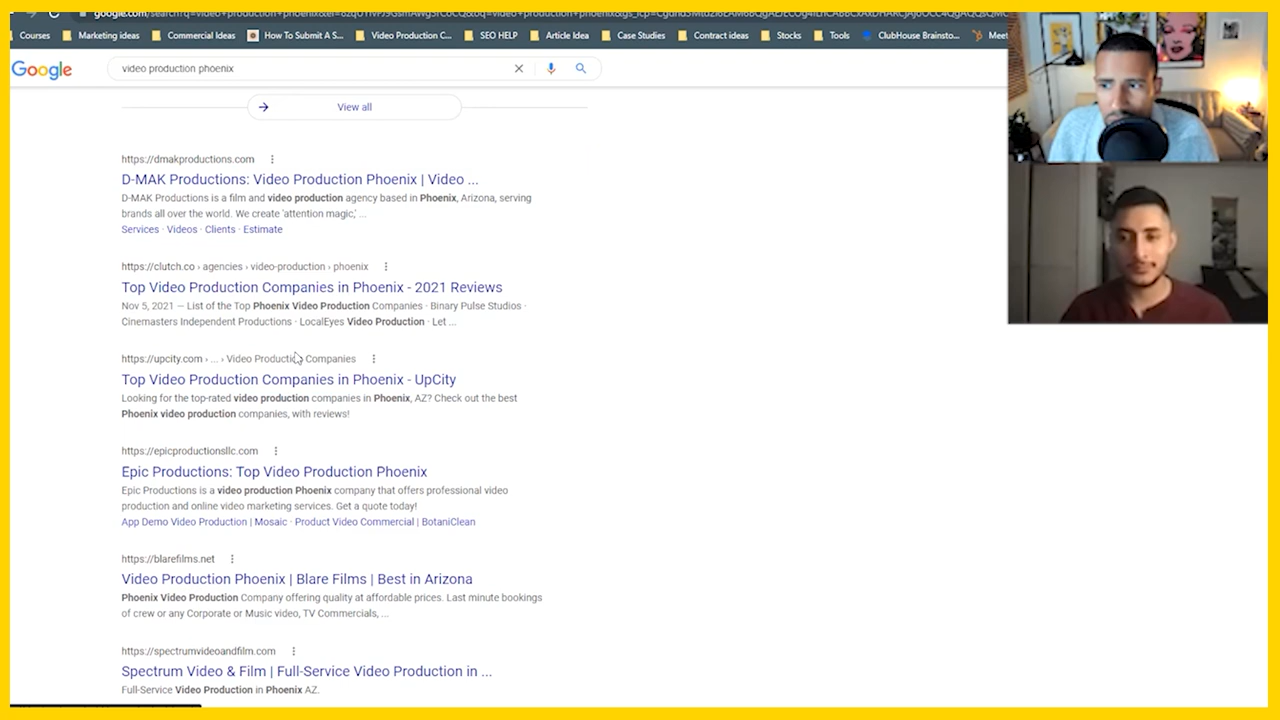 Courses Marketing ideas Commercial Ideas How To Submit A S... Video Production C... SEO HELP Article Idea Case Studies Contract ideas Stocks Tools ClubHouse Brainsto... Meet
Google video production phoenix
View all
https://dmakproductions.com
D-MAK Productions: Video Production Phoenix | Video ...
D-MAK Productions is a film and video production agency based in Phoenix, Arizona, serving
brands all over the world. We create 'attention magic,' ...
Services · Videos · Clients · Estimate
https://clutch.co › agencies › video-production › phoenix
Top Video Production Companies in Phoenix - 2021 Reviews
Nov 5, 2021 — List of the Top Phoenix Video Production Companies · Binary Pulse Studios ·
Cinemasters Independent Productions · LocalEyes Video Production · Let ...
https://upcity.com › ... › Video Production Companies
Top Video Production Companies in Phoenix - UpCity
Looking for the top-rated video production companies in Phoenix, AZ? Check out the best
Phoenix video production companies, with reviews!
https://epicproductionsllc.com
Epic Productions: Top Video Production Phoenix
Epic Productions is a video production Phoenix company that offers professional video
production and online video marketing services. Get a quote today!
App Demo Video Production | Mosaic · Product Video Commercial | BotaniClean
https://blarefilms.net
Video Production Phoenix | Blare Films | Best in Arizona
Phoenix Video Production Company offering quality at affordable prices. Last minute bookings
of crew or any Corporate or Music video, TV Commercials, ...
https://spectrumvideoandfilm.com
Spectrum Video & Film | Full-Service Video Production in ...
Full-Service Video Production in Phoenix AZ.